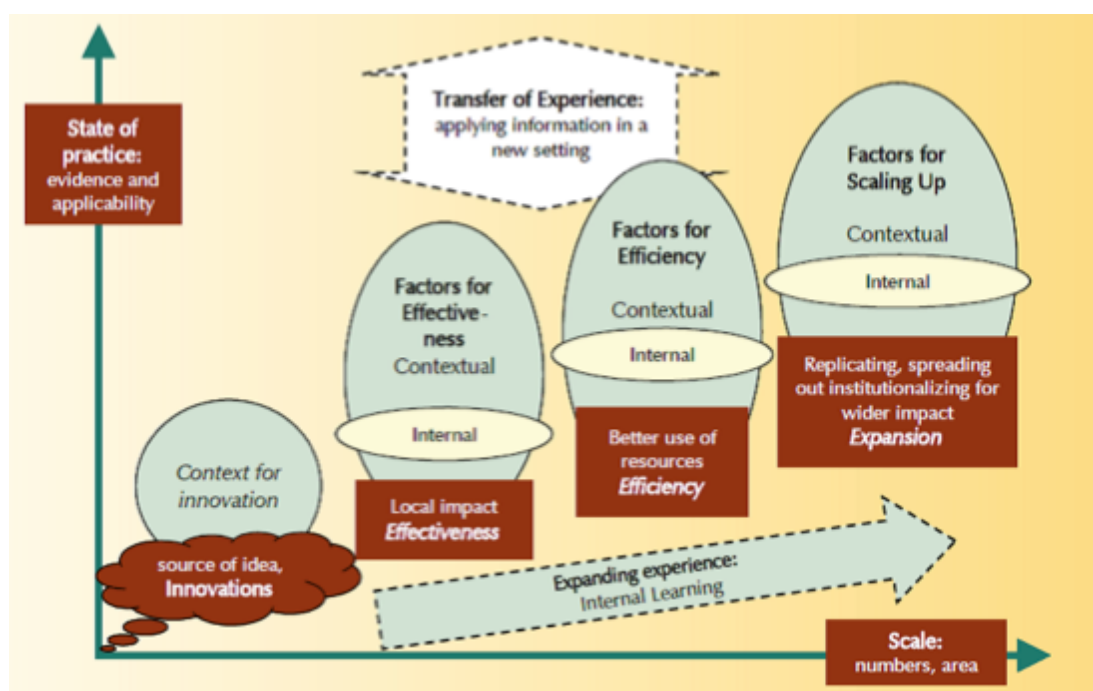 State of
practice:
evidence and
applicability
Transfer of Experience:
applying information in a
new setting
Factors for
Scaling Up
Contextual
Internal
Replicating, spreading
out institutionalizing for
wider impact
Expansion
Factors for
Efficiency
Contextual
Internal
Better use of
resources
Efficiency
Factors for
Effective-
ness
Contextual
Internal
Local impact
Effectiveness
Context for
innovation
source of idea,
Innovations
Expanding experience:
Internal Learning
Scale:
numbers, area